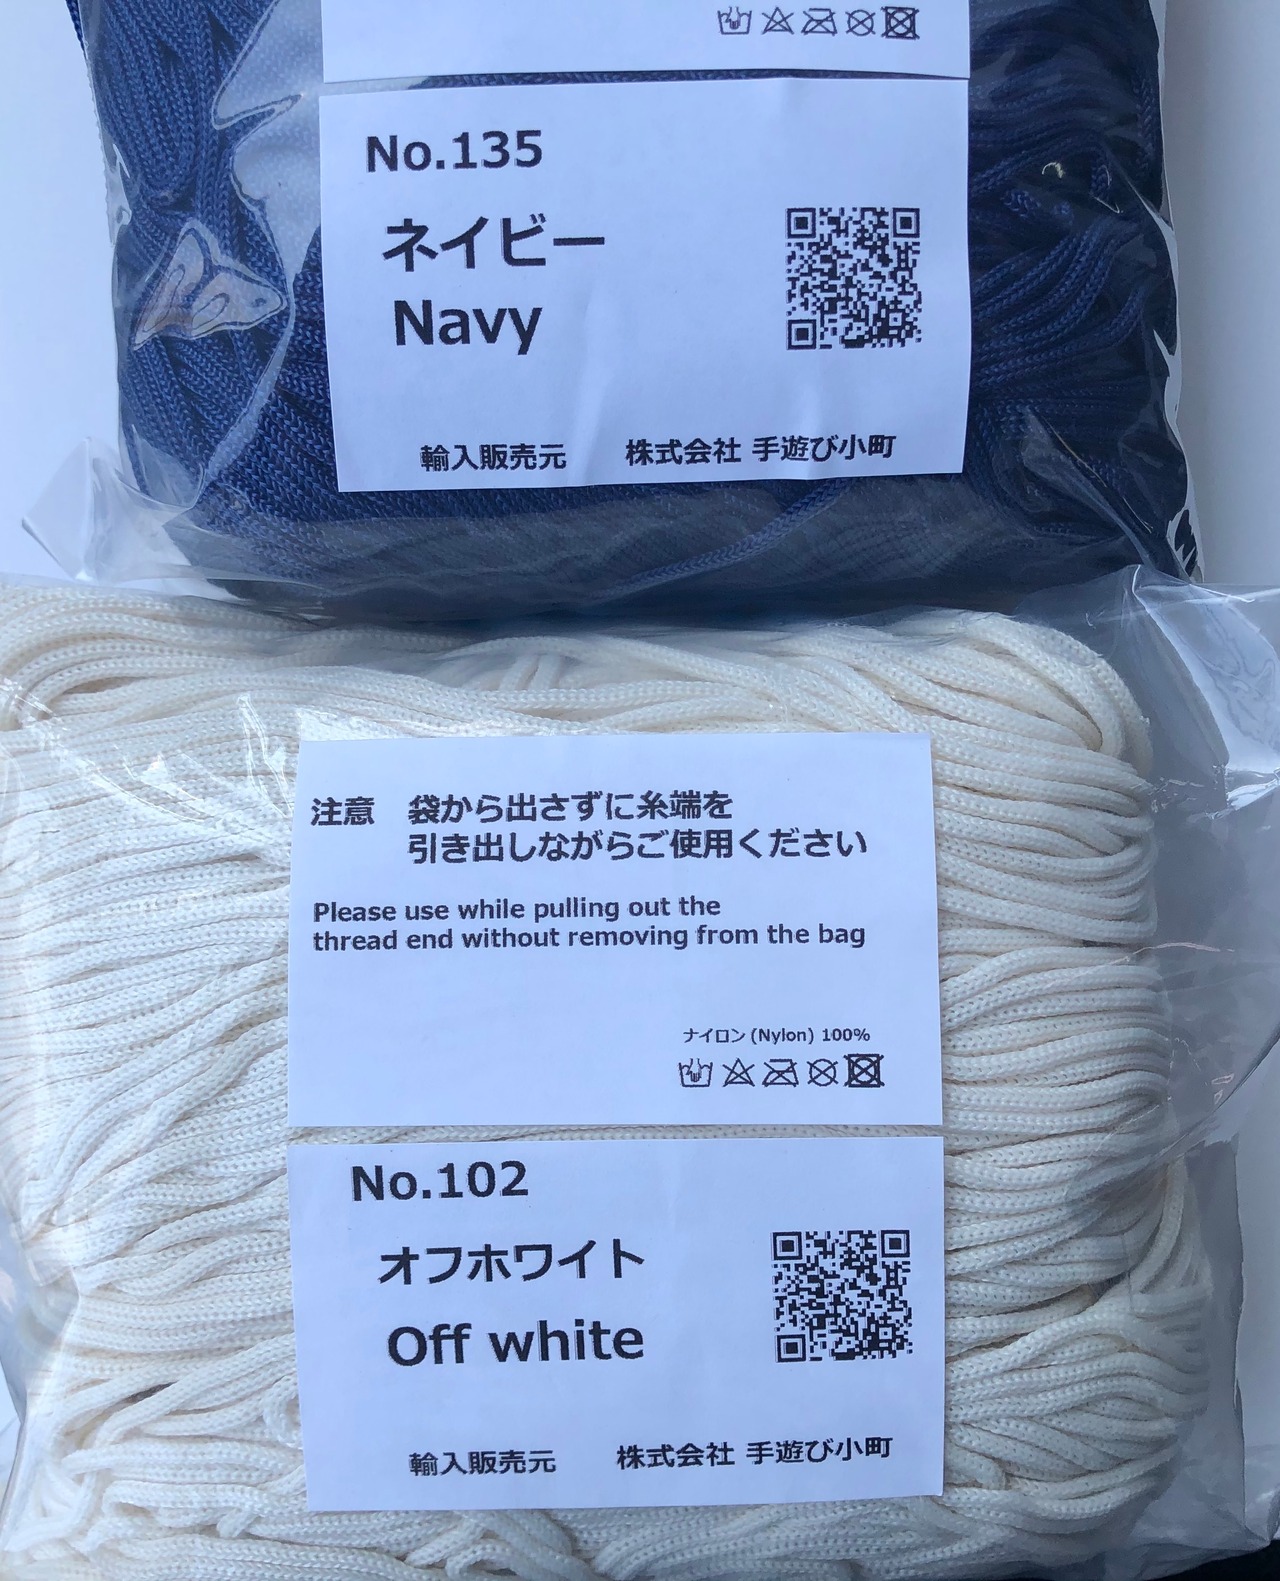 No.135
ネイビー
Navy
輸入販売元 株式会社 手遊び小町
注意 袋から出さずに糸端を
引き出しながらご使用ください
Please use while pulling out the
thread end without removing from the bag
ナイロン(Nylon) 100%
No.102
オフホワイト
Off white
輸入販売元 株式会社 手遊び小町